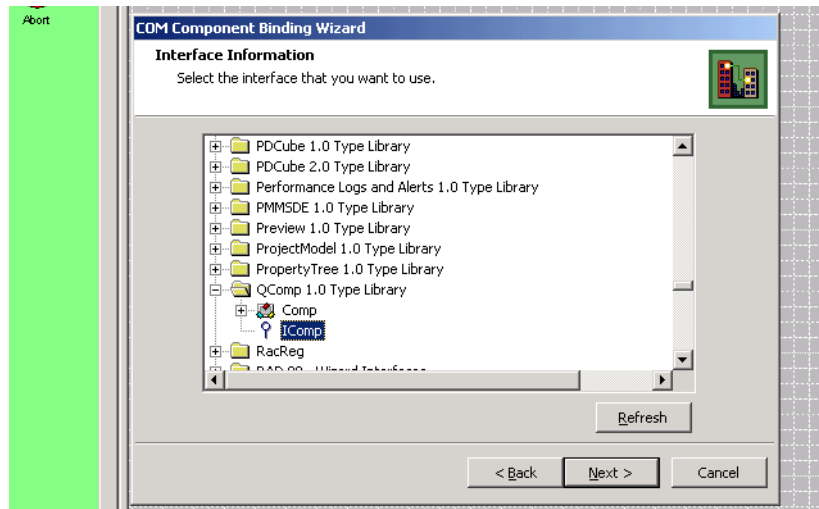 Abort
COM Component Binding Wizard
Interface Information
Select the interface that you want to use.
PDCube 1.0 Type Library
PDCube 2.0 Type Library
Performance Logs and Alerts 1.0 Type Library
PMMSDE 1.0 Type Library
Preview 1.0 Type Library
ProjectModel 1.0 Type Library
PropertyTree 1.0 Type Library
QComp 1.0 Type Library
Comp
IComp
RacReg
Refresh
< Back Next > Cancel